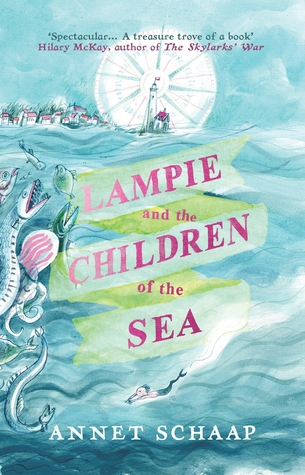 ‘Spectacular... A treasure trove of a book’
Hilary McKay, author of The Skylarks’ War
LAMPIE
and the
CHILDREN
of the
SEA
ANNET SCHAAP